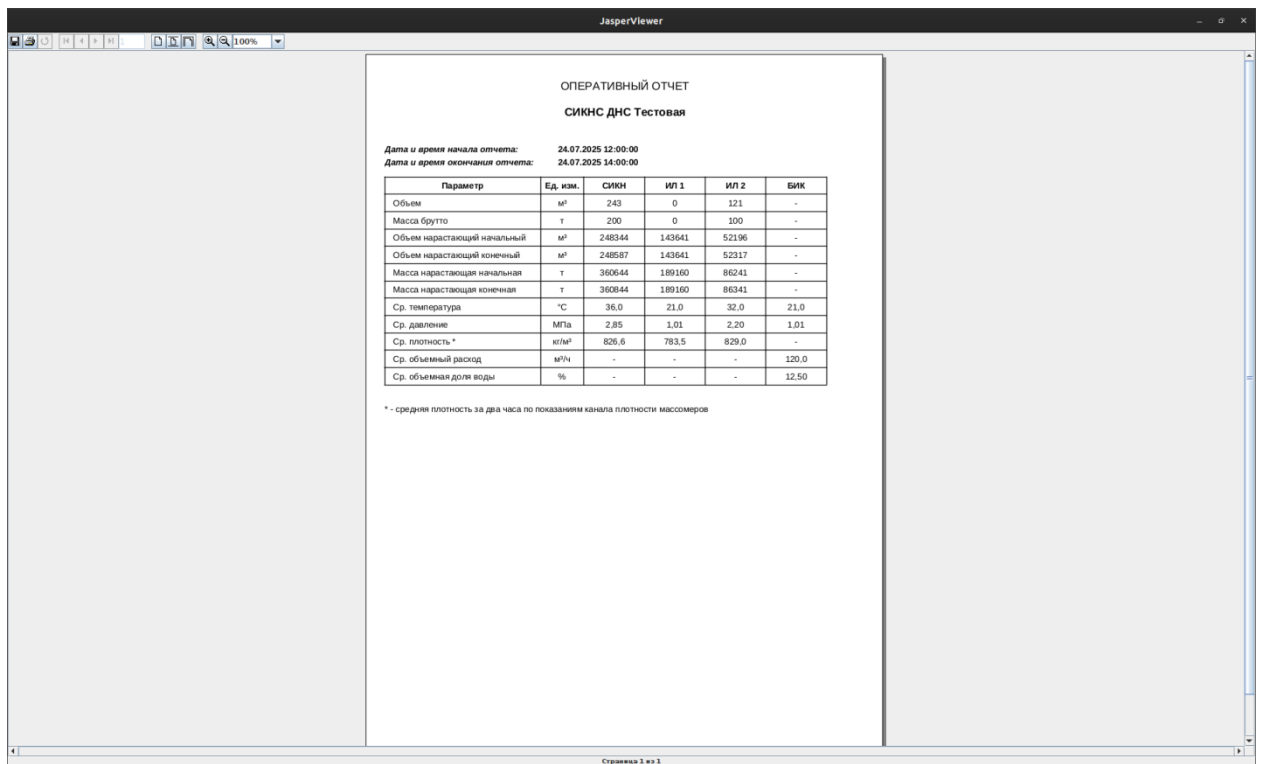 JasperViewer
100%
ОПЕРАТИВНЫЙ ОТЧЕТ
СИКНС ДНС Тестовая
Дата и время начала отчета: 24.07.2025 12:00:00
Дата и время окончания отчета: 24.07.2025 14:00:00
Параметр Ед. изм. СИКН ИЛ 1 ИЛ 2 БИК
Объем м³ 243 0 121 -
Масса брутто т 200 0 100 -
Объем нарастающий начальный м³ 248344 143641 52196 -
Объем нарастающий конечный м³ 248587 143641 52317 -
Масса нарастающая начальная т 360644 189160 86241 -
Масса нарастающая конечная т 360844 189160 86341 -
Ср. температура °C 36,0 21,0 32,0 21,0
Ср. давление МПа 2,85 1,01 2,20 1,01
Ср. плотность * кг/м³ 826,6 783,5 829,0 -
Ср. объемный расход м³/ч - - - 120,0
Ср. объемная доля воды % - - - 12,50
* - средняя плотность за два часа по показаниям канала плотности массомеров
Страница 1 из 1